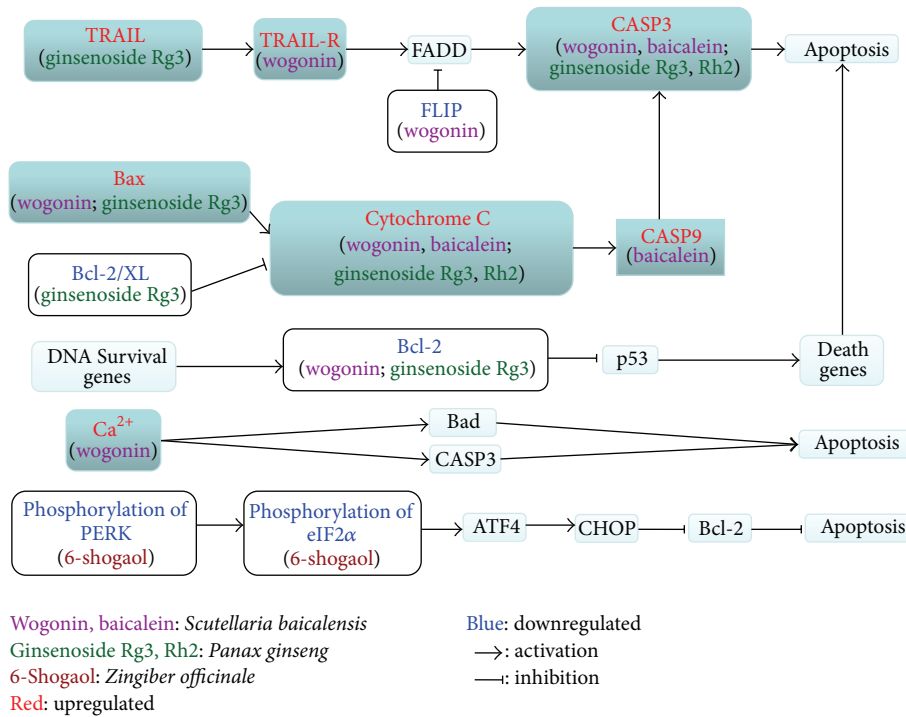 TRAIL
(ginsenoside Rg3)
TRAIL-R
(wogonin)
FADD
CASP3
(wogonin, baicalein;
ginsenoside Rg3, Rh2)
Apoptosis
FLIP
(wogonin)
Bax
(wogonin; ginsenoside Rg3)
Cytochrome C
(wogonin, baicalein;
ginsenoside Rg3, Rh2)
CASP9
(baicalein)
Bcl-2/XL
(ginsenoside Rg3)
DNA Survival
genes
Bcl-2
(wogonin; ginsenoside Rg3)
p53
Death
genes
Ca²⁺
(wogonin)
Bad
CASP3
Apoptosis
Phosphorylation of
PERK
(6-shogaol)
Phosphorylation of
eIF2α
(6-shogaol)
ATF4
CHOP
Bcl-2
Apoptosis
Wogonin, baicalein: Scutellaria baicalensis
Ginsenoside Rg3, Rh2: Panax ginseng
6-Shogaol: Zingiber officinale
Red: upregulated
Blue: downregulated
: activation
: inhibition